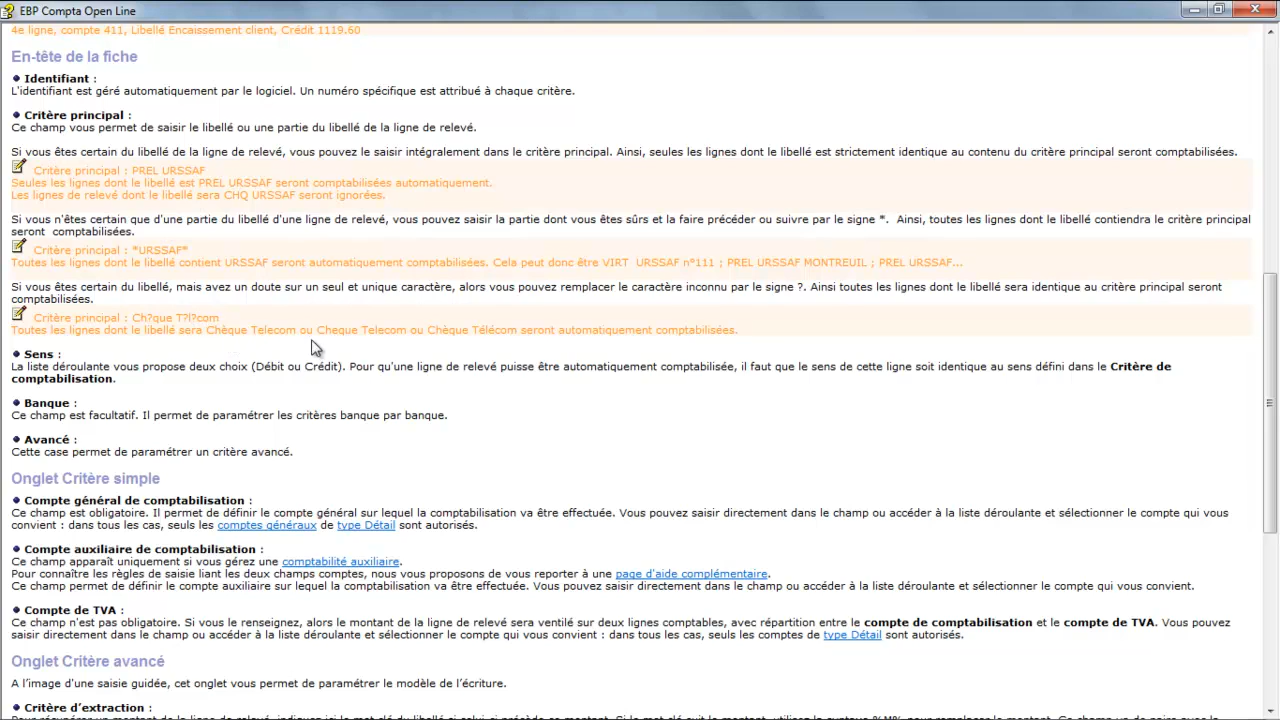 EBP Compta Open Line
4e ligne, compte 411, Libellé Encaissement client, Crédit 1119.60
En-tête de la fiche
Identifiant :
L'identifiant est géré automatiquement par le logiciel. Un numéro spécifique est attribué à chaque critère.
Critère principal :
Ce champ vous permet de saisir le libellé ou une partie du libellé de la ligne de relevé.
Si vous êtes certain du libellé de la ligne de relevé, vous pouvez le saisir intégralement dans le critère principal. Ainsi, seules les lignes dont le libellé est strictement identique au contenu du critère principal seront comptabilisées.
Critère principal : PREL URSSAF
Seules les lignes dont le libellé est PREL URSSAF seront comptabilisées automatiquement.
Les lignes de relevé dont le libellé sera CHQ URSSAF seront ignorées.
Si vous n'êtes certain que d'une partie du libellé d'une ligne de relevé, vous pouvez saisir la partie dont vous êtes sûrs et la faire précéder ou suivre par le signe *. Ainsi, toutes les lignes dont le libellé contiendra le critère principal
seront comptabilisées.
Critère principal : *URSSAF*
Toutes les lignes dont le libellé contient URSSAF seront automatiquement comptabilisées. Cela peut donc être VIRT URSSAF n°111 ; PREL URSSAF MONTREUIL ; PREL URSSAF...
Si vous êtes certain du libellé, mais avez un doute sur un seul et unique caractère, alors vous pouvez remplacer le caractère inconnu par le signe ?. Ainsi toutes les lignes dont le libellé sera identique au critère principal seront
comptabilisées.
Critère principal : Ch?que T?l?com
Toutes les lignes dont le libellé sera Chèque Telecom ou Cheque Telecom ou Chèque Télécom seront automatiquement comptabilisées.
Sens :
La liste déroulante vous propose deux choix (Débit ou Crédit). Pour qu'une ligne de relevé puisse être automatiquement comptabilisée, il faut que le sens de cette ligne soit identique au sens défini dans le Critère de
comptabilisation.
Banque :
Ce champ est facultatif. Il permet de paramétrer les critères banque par banque.
Avancé :
Cette case permet de paramétrer un critère avancé.
Onglet Critère simple
Compte général de comptabilisation :
Ce champ est obligatoire. Il permet de définir le compte général sur lequel la comptabilisation va être effectuée. Vous pouvez saisir directement dans le champ ou accéder à la liste déroulante et sélectionner le compte qui vous
convient : dans tous les cas, seuls les comptes généraux de type Détail sont autorisés.
Compte auxiliaire de comptabilisation :
Ce champ apparaît uniquement si vous gérez une comptabilité auxiliaire.
Pour connaître les règles de saisie liant les deux champs comptes, nous vous proposons de vous reporter à une page d'aide complémentaire.
Ce champ permet de définir le compte auxiliaire sur lequel la comptabilisation va être effectuée. Vous pouvez saisir directement dans le champ ou accéder à la liste déroulante et sélectionner le compte qui vous convient.
Compte de TVA :
Ce champ n'est pas obligatoire. Si vous le renseignez, alors le montant de la ligne de relevé sera ventilé sur deux lignes comptables, avec répartition entre le compte de comptabilisation et le compte de TVA. Vous pouvez
saisir directement dans le champ ou accéder à la liste déroulante et sélectionner le compte qui vous convient : dans tous les cas, seuls les comptes de type Détail sont autorisés.
Onglet Critère avancé
A l'image d'une saisie guidée, cet onglet vous permet de paramétrer le modèle de l'écriture.
Critère d'extraction :